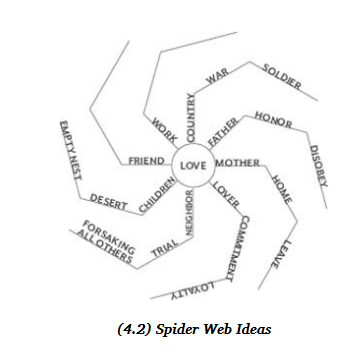 LOVE
COUNTRY
WAR
SOLDIER
FATHER
HONOR
DISOBEY
MOTHER
HOME
LEAVE
LOVER
COMMITMENT
LOYALTY
NEIGHBOR
TRIAL
FORSAKING
ALL OTHERS
CHILDREN
DESERT
EMPTY NEST
FRIEND
WORK
(4.2) Spider Web Ideas